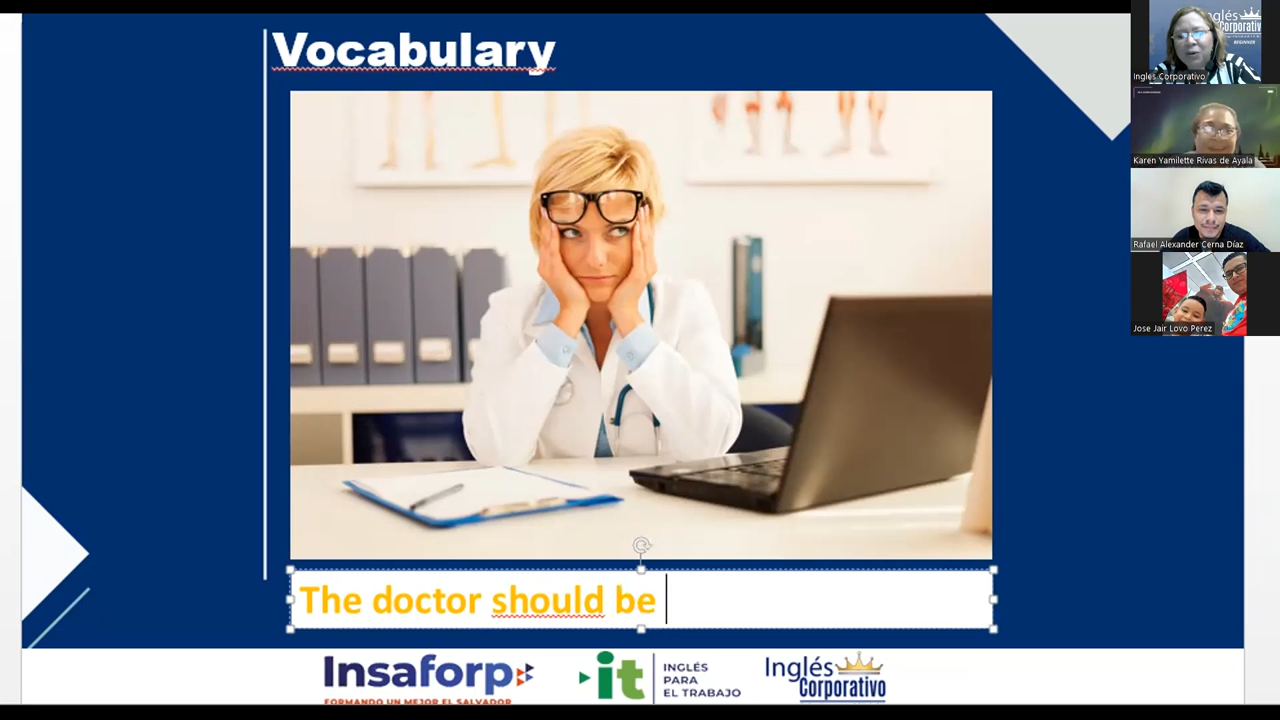 Vocabulary
The doctor should be
Insaforp
FORMANDO UN MEJOR EL SALVADOR
it
INGLÉS
PARA
EL TRABAJO
Inglés
Corporativo
Inglés Corporativo
Karen Yamilette Rivas de Ayala
Rafael Alexander Cerna Díaz
Jose Jair Lovo Perez